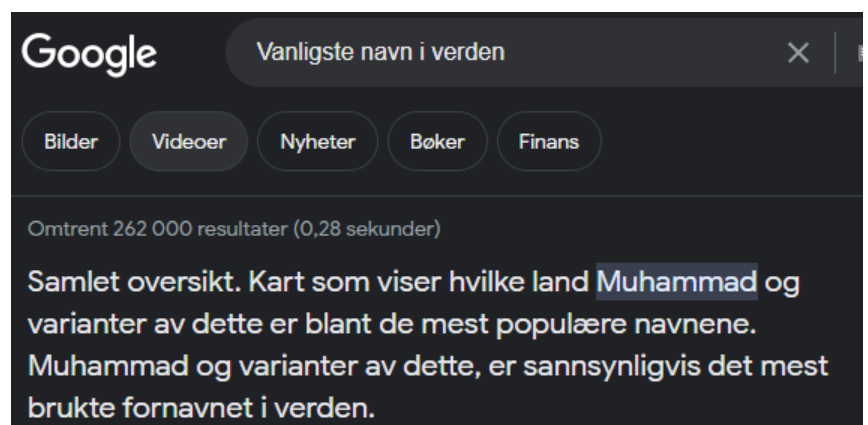 Google
Vanligste navn i verden
Bilder Videoer Nyheter Bøker Finans
Omtrent 262 000 resultater (0,28 sekunder)
Samlet oversikt. Kart som viser hvilke land Muhammad og
varianter av dette er blant de mest populære navnene.
Muhammad og varianter av dette, er sannsynligvis det mest
brukte fornavnet i verden.